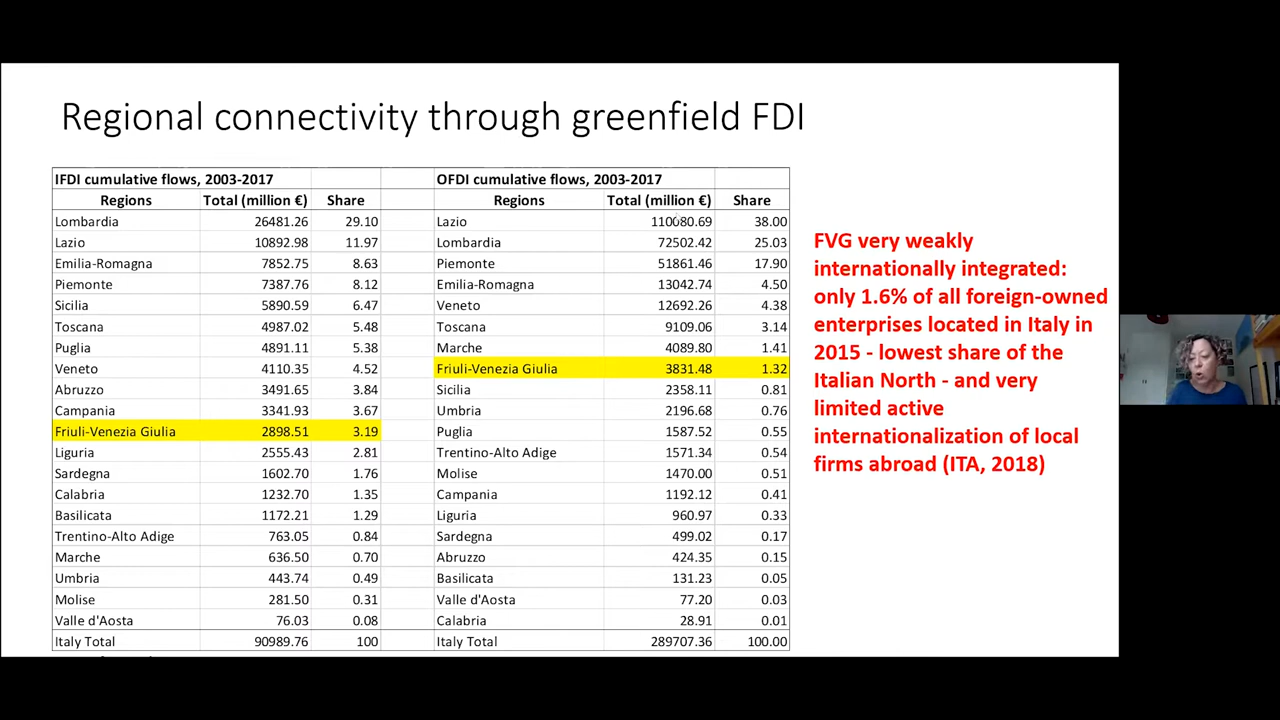 Regional connectivity through greenfield FDI
IFDI cumulative flows, 2003-2017
Regions Total (million €) Share
Lombardia 26481.26 29.10
Lazio 10892.98 11.97
Emilia-Romagna 7852.75 8.63
Piemonte 7387.76 8.12
Sicilia 5890.59 6.47
Toscana 4987.02 5.48
Puglia 4891.11 5.38
Veneto 4110.35 4.52
Abruzzo 3491.65 3.84
Campania 3341.93 3.67
Friuli-Venezia Giulia 2898.51 3.19
Liguria 2555.43 2.81
Sardegna 1602.70 1.76
Calabria 1232.70 1.35
Basilicata 1172.21 1.29
Trentino-Alto Adige 763.05 0.84
Marche 636.50 0.70
Umbria 443.74 0.49
Molise 281.50 0.31
Valle d'Aosta 76.03 0.08
Italy Total 90989.76 100
OFDI cumulative flows, 2003-2017
Regions Total (million €) Share
Lazio 110680.69 38.00
Lombardia 72502.42 25.03
Piemonte 51861.46 17.90
Emilia-Romagna 13042.74 4.50
Veneto 12692.26 4.38
Toscana 9109.06 3.14
Marche 4089.80 1.41
Friuli-Venezia Giulia 3831.48 1.32
Sicilia 2358.11 0.81
Umbria 2196.68 0.76
Puglia 1587.52 0.55
Trentino-Alto Adige 1571.34 0.54
Molise 1470.00 0.51
Campania 1192.12 0.41
Liguria 960.97 0.33
Sardegna 499.02 0.17
Abruzzo 424.35 0.15
Basilicata 131.23 0.05
Valle d'Aosta 77.20 0.03
Calabria 28.91 0.01
Italy Total 289707.36 100.00
FVG very weakly
internationally integrated:
only 1.6% of all foreign-owned
enterprises located in Italy in
2015 - lowest share of the
Italian North - and very
limited active
internationalization of local
firms abroad (ITA, 2018)